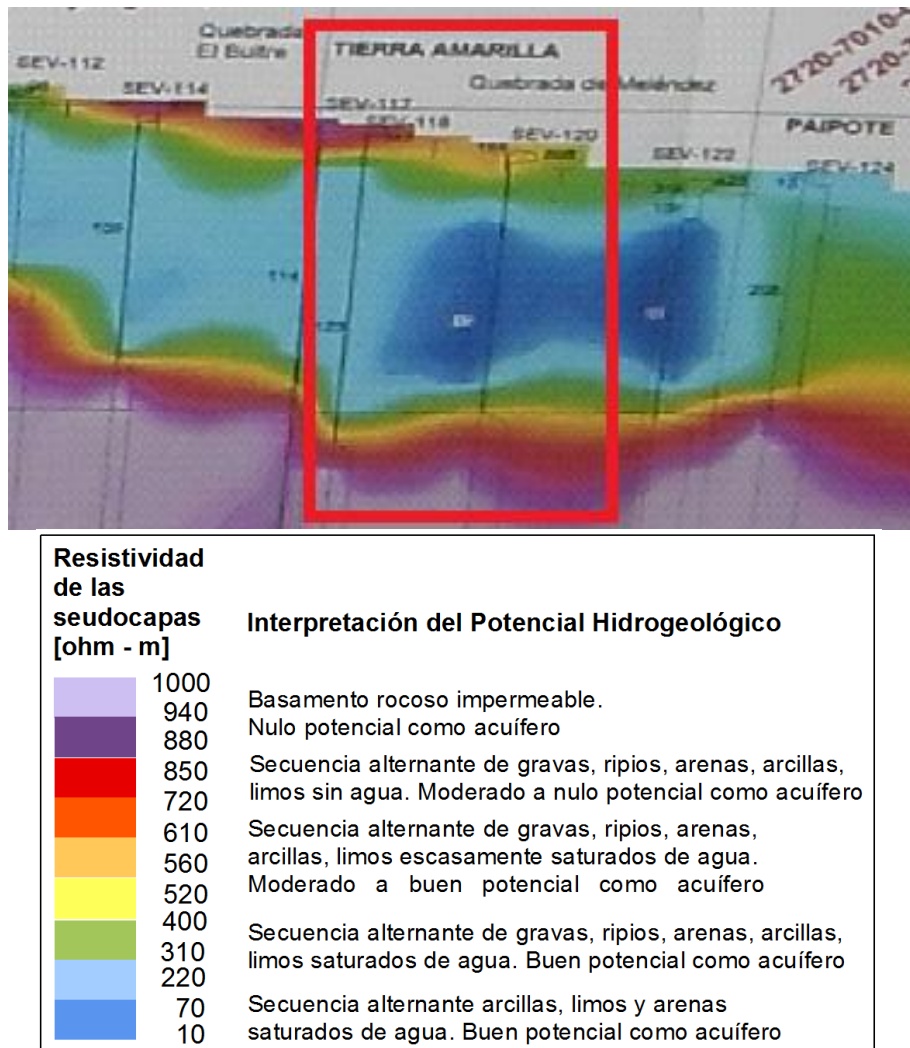 Quebrada
El Buitre
TIERRA AMARILLA
SEV-112
SEV-114
Quebrada de Meléndez
2720-7010-
2720-
SEV-117
SEV-118
SEV-120
PAIPOTE
SEV-122
SEV-124
114
123
Resistividad
de las
seudocapas
[ohm - m]
Interpretación del Potencial Hidrogeológico
1000
940
880
850
720
610
560
520
400
310
220
70
10
Basamento rocoso impermeable.
Nulo potencial como acuífero
Secuencia alternante de gravas, ripios, arenas, arcillas,
limos sin agua. Moderado a nulo potencial como acuífero
Secuencia alternante de gravas, ripios, arenas,
arcillas, limos escasamente saturados de agua.
Moderado a buen potencial como acuífero
Secuencia alternante de gravas, ripios, arenas, arcillas,
limos saturados de agua. Buen potencial como acuífero
Secuencia alternante arcillas, limos y arenas
saturados de agua. Buen potencial como acuífero